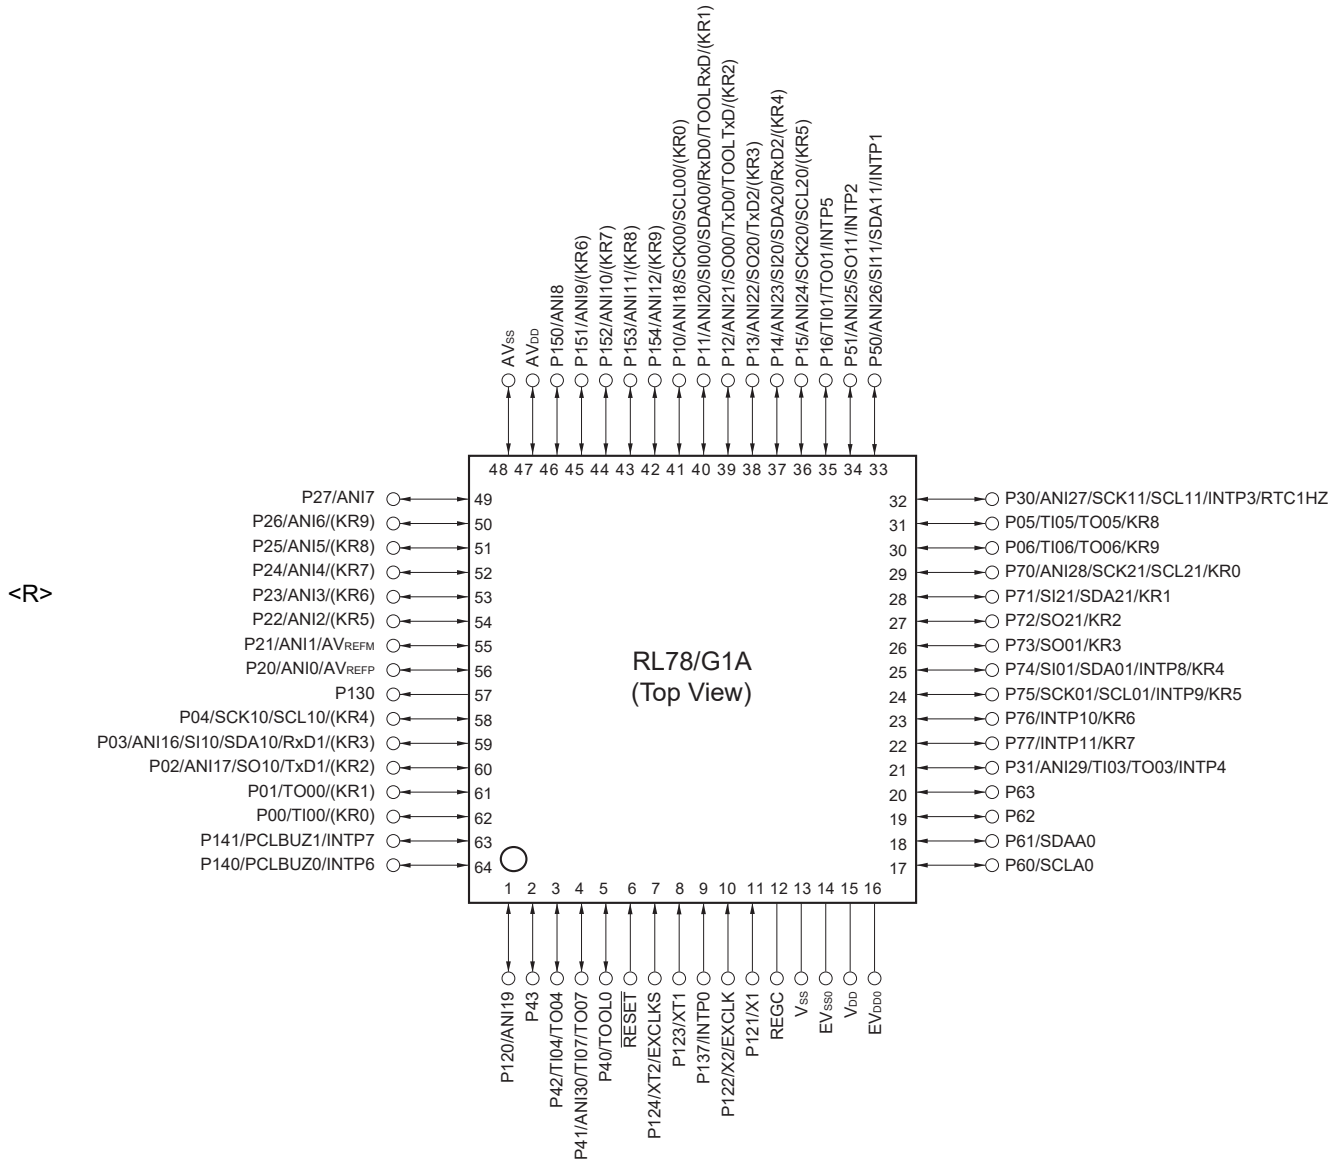 AVSS
AVDD
P150/ANI8
P151/ANI9/(KR6)
P152/ANI10/(KR7)
P153/ANI11/(KR8)
P154/ANI12/(KR9)
P10/ANI18/SCK00/SCL00/(KR0)
P11/ANI20/SI00/SDA00/RxD0/TOOLRxD/(KR1)
P12/ANI21/SO00/TxD0/TOOLTxD/(KR2)
P13/ANI22/SO20/TxD2/(KR3)
P14/ANI23/SI20/SDA20/RxD2/(KR4)
P15/ANI24/SCK20/SCL20/(KR5)
P16/TI01/TO01/INTP5
P51/ANI25/SO11/INTP2
P50/ANI26/SI11/SDA11/INTP1
48 47 46 45 44 43 42 41 40 39 38 37 36 35 34 33
P27/ANI7 49
P26/ANI6/(KR9) 50
P25/ANI5/(KR8) 51
P24/ANI4/(KR7) 52
P23/ANI3/(KR6) 53
P22/ANI2/(KR5) 54
P21/ANI1/AVREFM 55
P20/ANI0/AVREFP 56
P130 57
P04/SCK10/SCL10/(KR4) 58
P03/ANI16/SI10/SDA10/RxD1/(KR3) 59
P02/ANI17/SO10/TxD1/(KR2) 60
P01/TO00/(KR1) 61
P00/TI00/(KR0) 62
P141/PCLBUZ1/INTP7 63
P140/PCLBUZ0/INTP6 64
<R>
RL78/G1A
(Top View)
32 P30/ANI27/SCK11/SCL11/INTP3/RTC1HZ
31 P05/TI05/TO05/KR8
30 P06/TI06/TO06/KR9
29 P70/ANI28/SCK21/SCL21/KR0
28 P71/SI21/SDA21/KR1
27 P72/SO21/KR2
26 P73/SO01/KR3
25 P74/SI01/SDA01/INTP8/KR4
24 P75/SCK01/SCL01/INTP9/KR5
23 P76/INTP10/KR6
22 P77/INTP11/KR7
21 P31/ANI29/TI03/TO03/INTP4
20 P63
19 P62
18 P61/SDAA0
17 P60/SCLA0
1 2 3 4 5 6 7 8 9 10 11 12 13 14 15 16
P120/ANI19
P43
P42/TI04/TO04
P41/ANI30/TI07/TO07
P40/TOOL0
RESET
P124/XT2/EXCLKS
P123/XT1
P137/INTP0
P122/X2/EXCLK
P121/X1
REGC
VSS
EVSS0
VDD
EVDD0